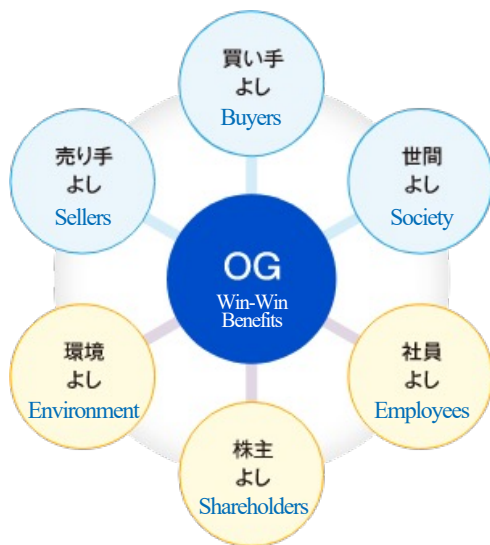 買い手
よし
Buyers
売り手
よし
Sellers
世間
よし
Society
OG
Win-Win
Benefits
環境
よし
Environment
社員
よし
Employees
株主
よし
Shareholders